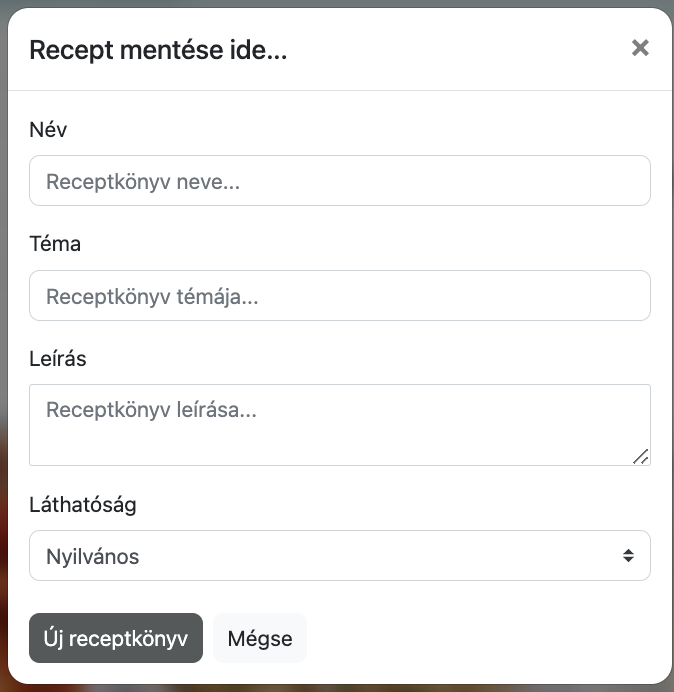 Recept mentése ide...
Név
Receptkönyv neve...
Téma
Receptkönyv témája...
Leírás
Receptkönyv leírása...
Láthatóság
Nyilvános
Új receptkönyv Mégse